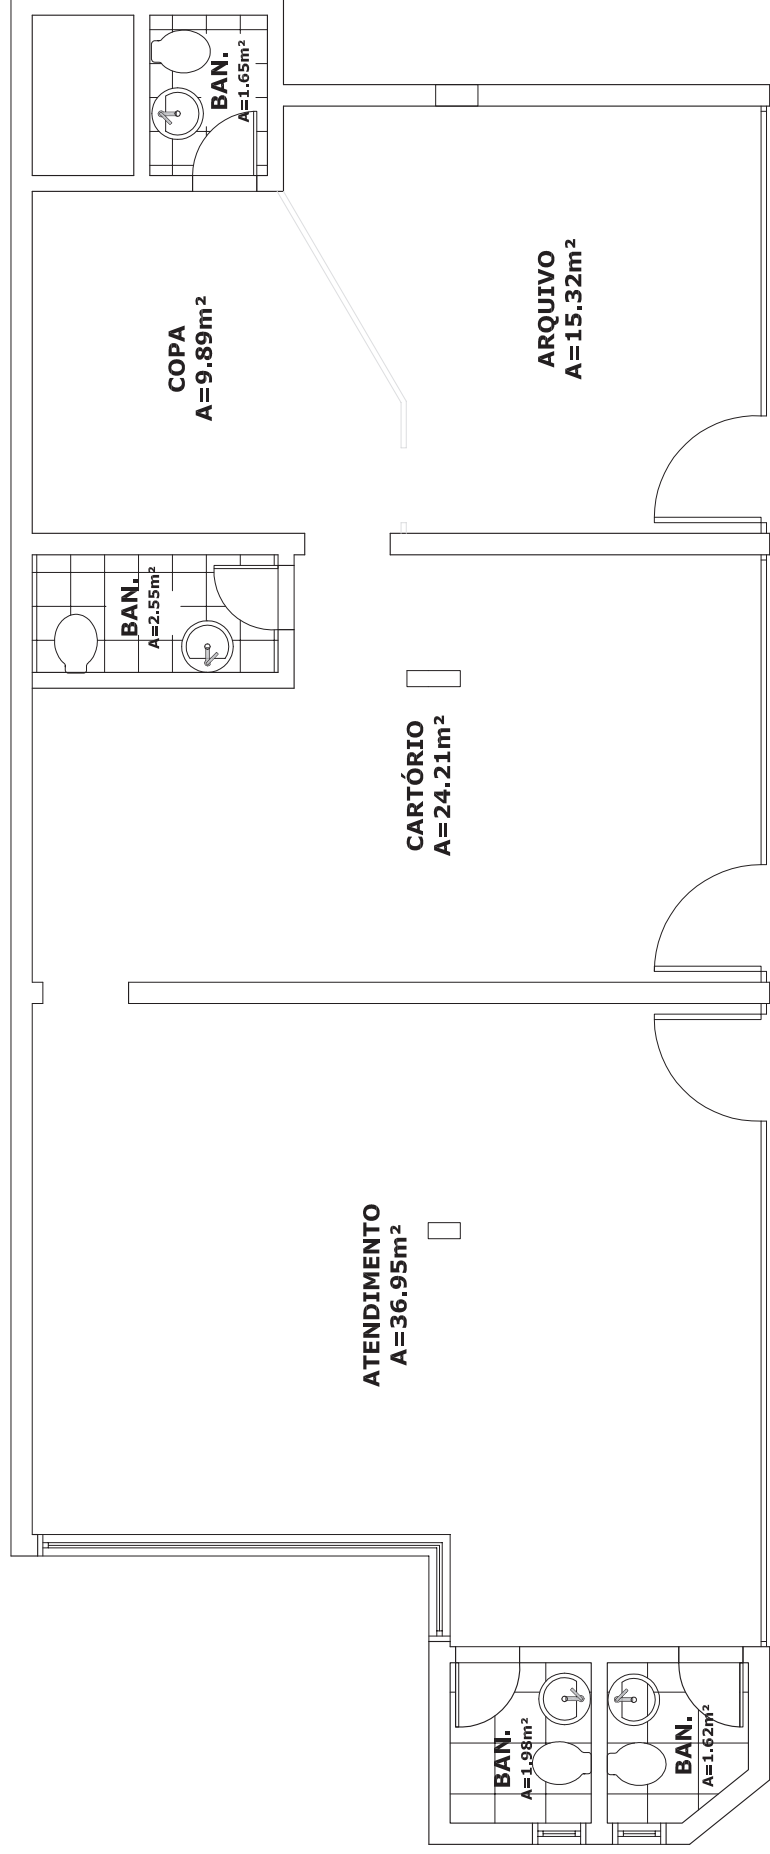 BAN.
A=1.65m²
COPA
A=9.89m²
ARQUIVO
A=15.32m²
BAN.
A=2.55m²
CARTÓRIO
A=24.21m²
ATENDIMENTO
A=36.95m²
BAN.
A=1.98m²
BAN.
A=1.62m²